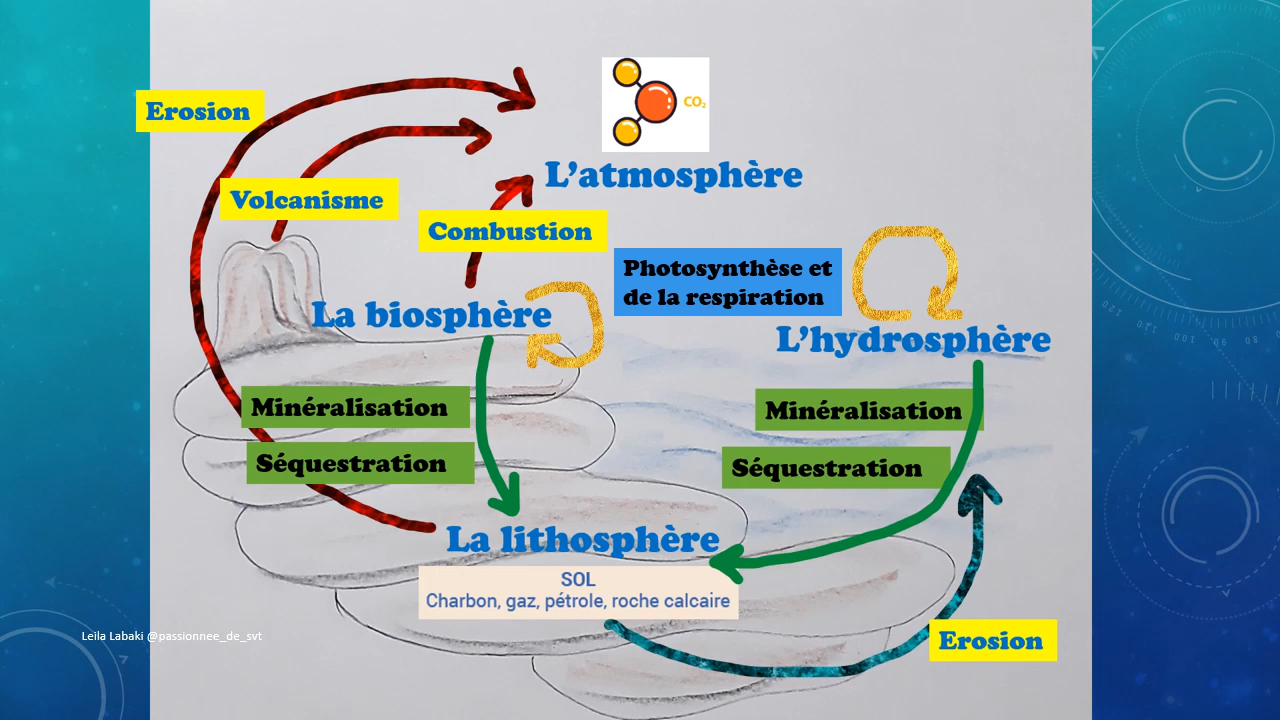 Erosion
CO₂
L'atmosphère
Volcanisme
Combustion
Photosynthèse et
de la respiration
La biosphère
L'hydrosphère
Minéralisation
Séquestration
Minéralisation
Séquestration
La lithosphère
SOL
Charbon, gaz, pétrole, roche calcaire
Leila Labaki @passionnee_de_svt
Erosion